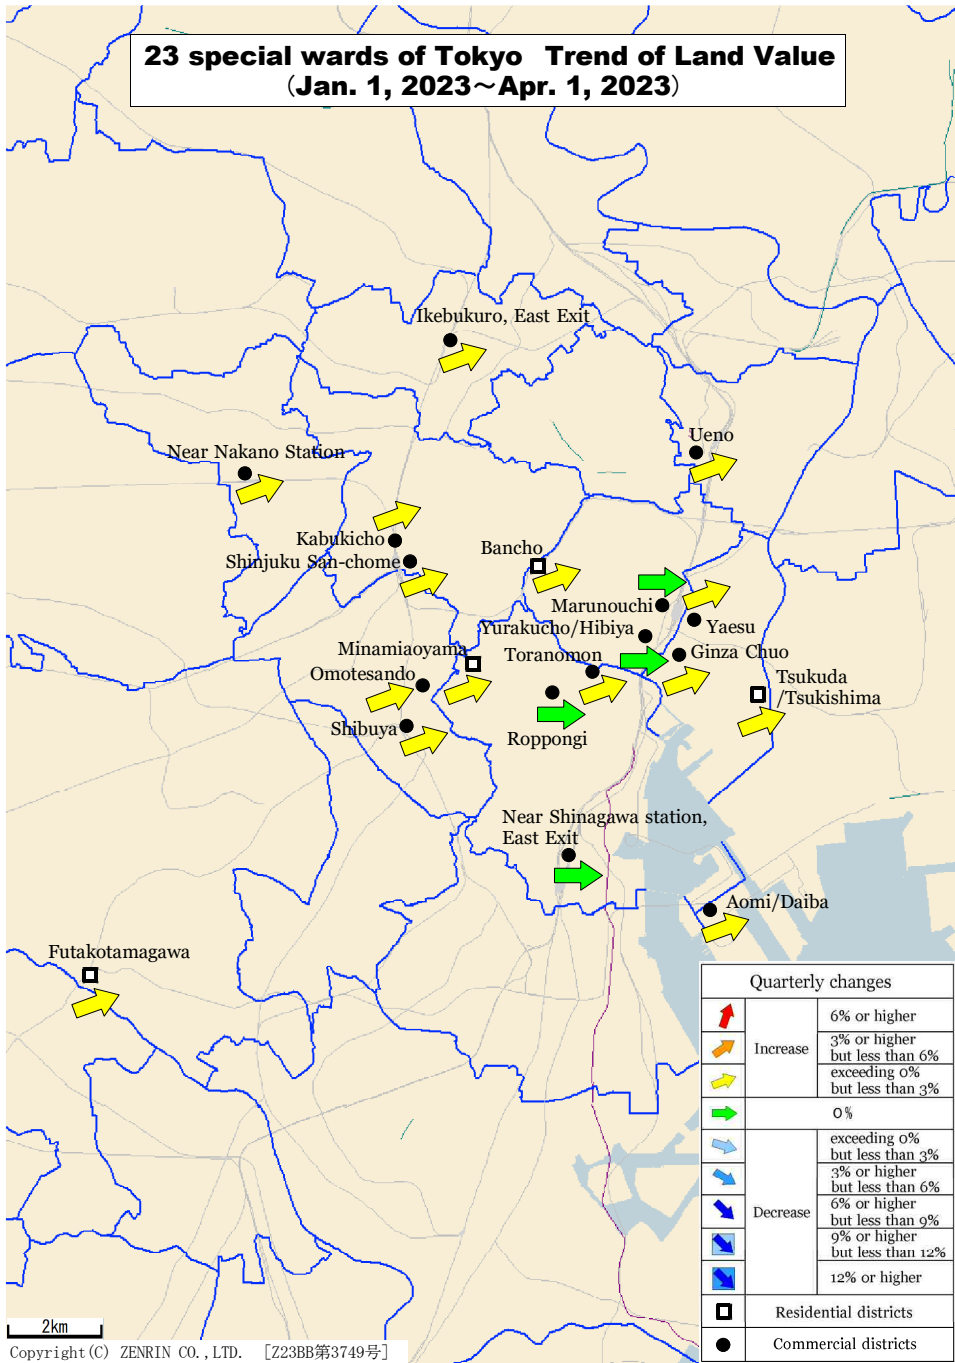 23 special wards of Tokyo Trend of Land Value
(Jan. 1, 2023～Apr. 1, 2023)
Ikebukuro, East Exit
Ueno
Near Nakano Station
Kabukicho
Shinjuku San-chome
Bancho
Marunouchi
Yurakucho/Hibiya
Yaesu
Minamiaoyama
Toranomon
Ginza Chuo
Omotesando
Tsukuda
/Tsukishima
Shibuya
Roppongi
Near Shinagawa station,
East Exit
Aomi/Daiba
Futakotamagawa
Quarterly changes
Increase
6% or higher
3% or higher
but less than 6%
exceeding 0%
but less than 3%
0%
Decrease
exceeding 0%
but less than 3%
3% or higher
but less than 6%
6% or higher
but less than 9%
9% or higher
but less than 12%
12% or higher
Residential districts
Commercial districts
2km
Copyright(C) ZENRIN CO.,LTD. [Z23BB第3749号]